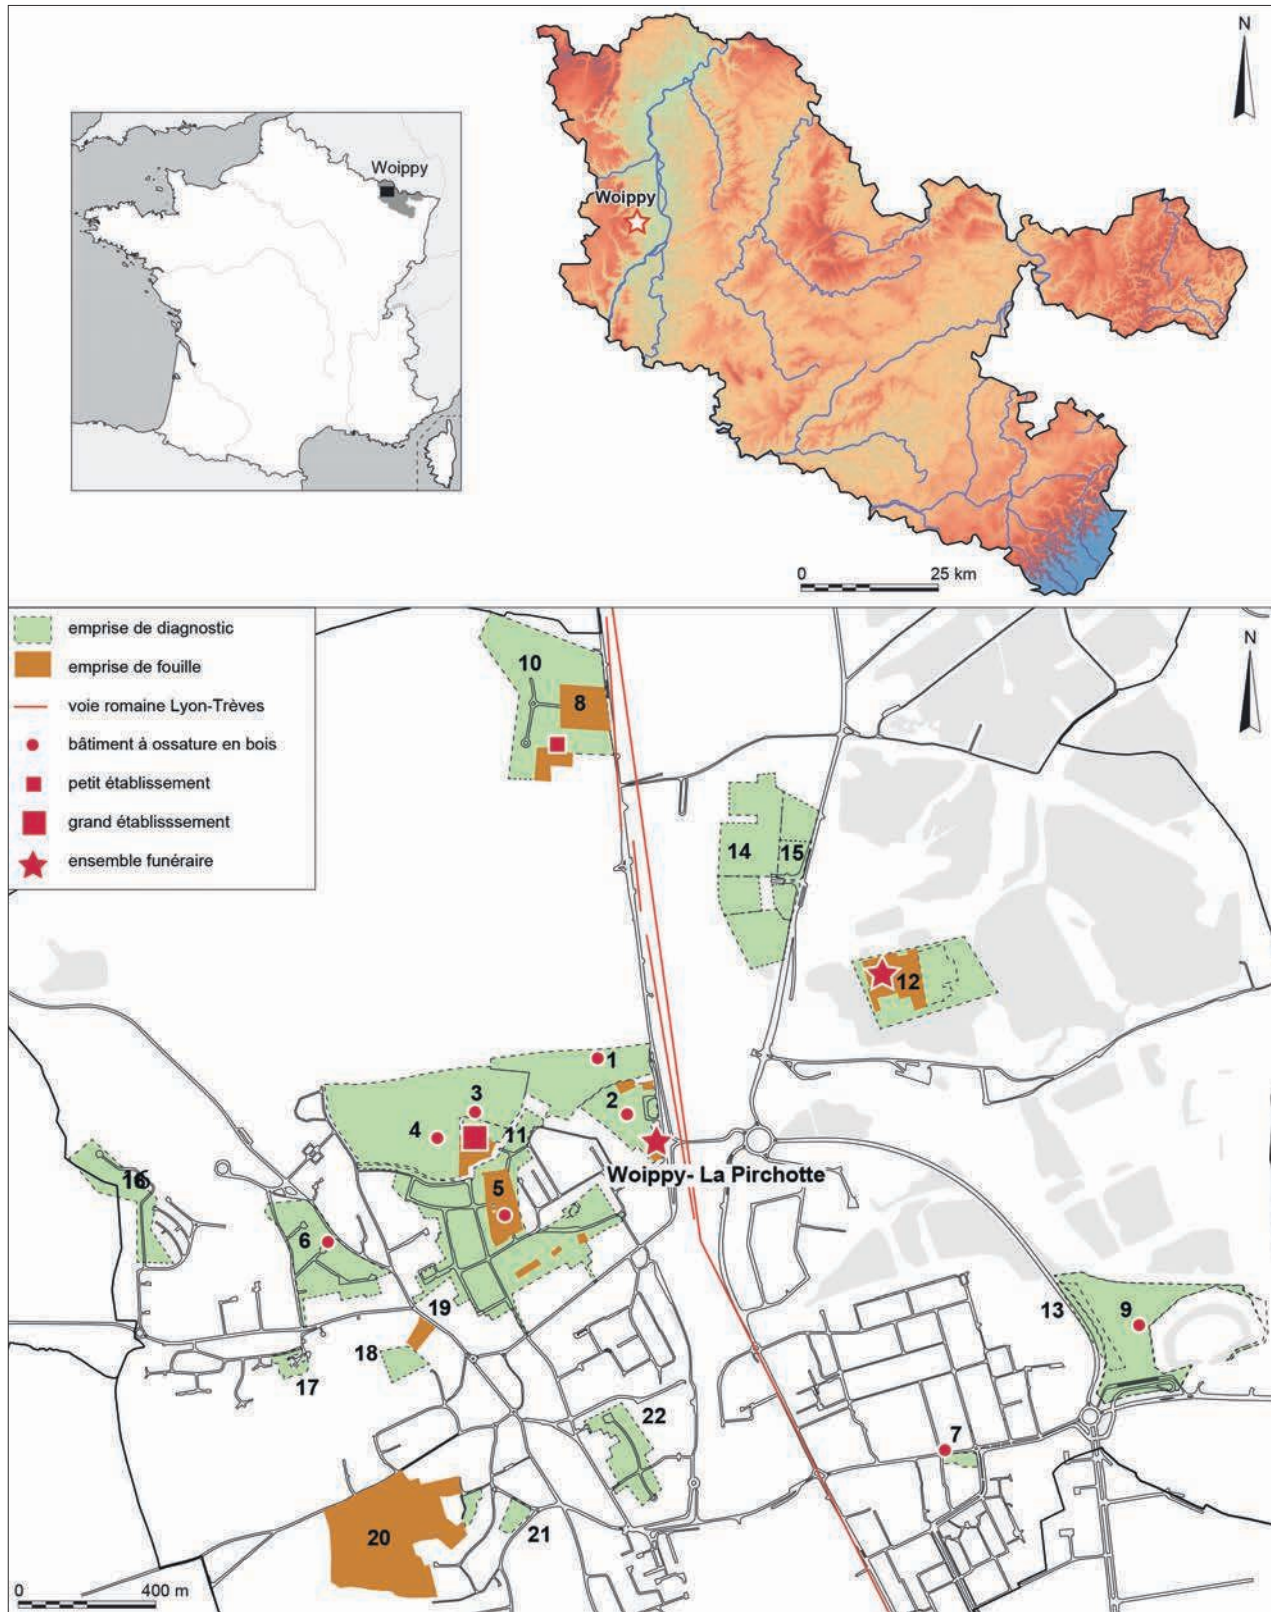 N
Woippy
Woippy
0 25 km
emprise de diagnostic
emprise de fouille
voie romaine Lyon-Trèves
bâtiment à ossature en bois
petit établissement
grand établisssement
ensemble funéraire
N
10
8
14
15
12
1
2
3
4
11
Woippy- La Pirchotte
5
16
6
13
9
19
18
17
22
7
20
21
0 400 m